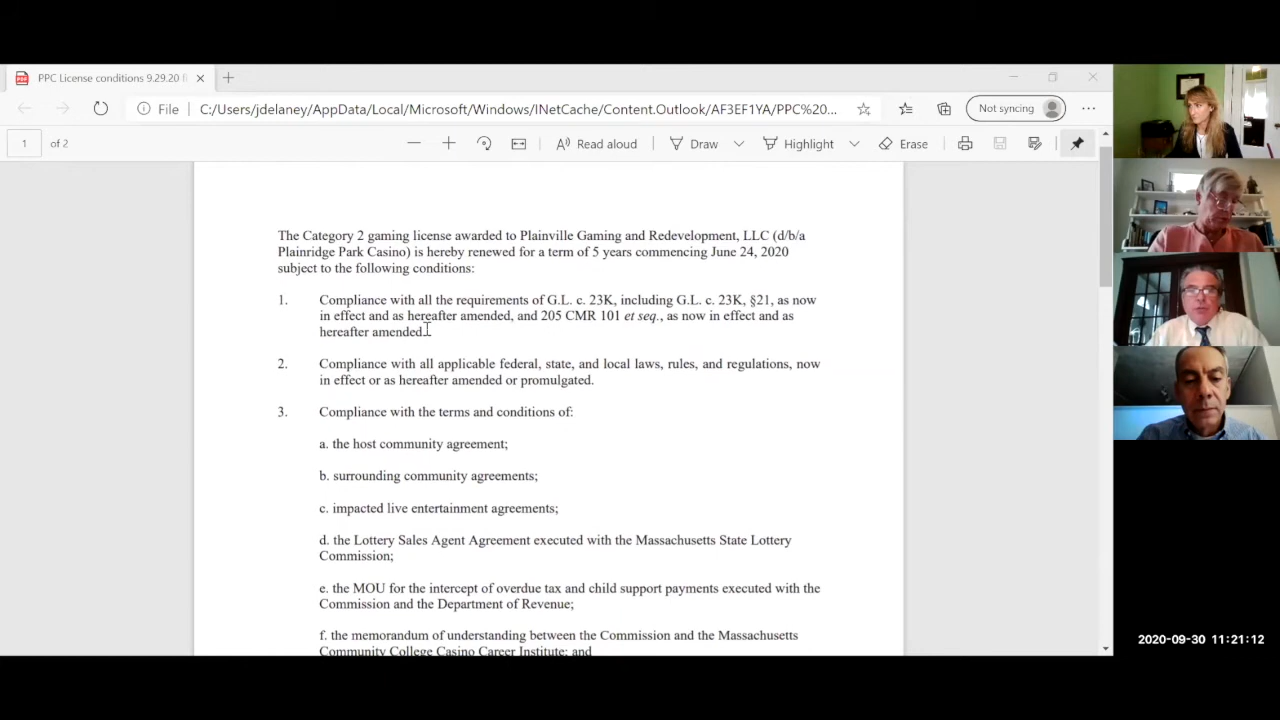 PPC License conditions 9.29.20 f
File C:/Users/jdelaney/AppData/Local/Microsoft/Windows/INetCache/Content.Outlook/AF3EF1YA/PPC%20... Not syncing
1 of 2 Read aloud Draw Highlight Erase
The Category 2 gaming license awarded to Plainville Gaming and Redevelopment, LLC (d/b/a
Plainridge Park Casino) is hereby renewed for a term of 5 years commencing June 24, 2020
subject to the following conditions:
1. Compliance with all the requirements of G.L. c. 23K, including G.L. c. 23K, §21, as now
in effect and as hereafter amended, and 205 CMR 101 et seq., as now in effect and as
hereafter amended.
2. Compliance with all applicable federal, state, and local laws, rules, and regulations, now
in effect or as hereafter amended or promulgated.
3. Compliance with the terms and conditions of:
a. the host community agreement;
b. surrounding community agreements;
c. impacted live entertainment agreements;
d. the Lottery Sales Agent Agreement executed with the Massachusetts State Lottery
Commission;
e. the MOU for the intercept of overdue tax and child support payments executed with the
Commission and the Department of Revenue;
f. the memorandum of understanding between the Commission and the Massachusetts
Community College Casino Career Institute; and
2020-09-30 11:21:12